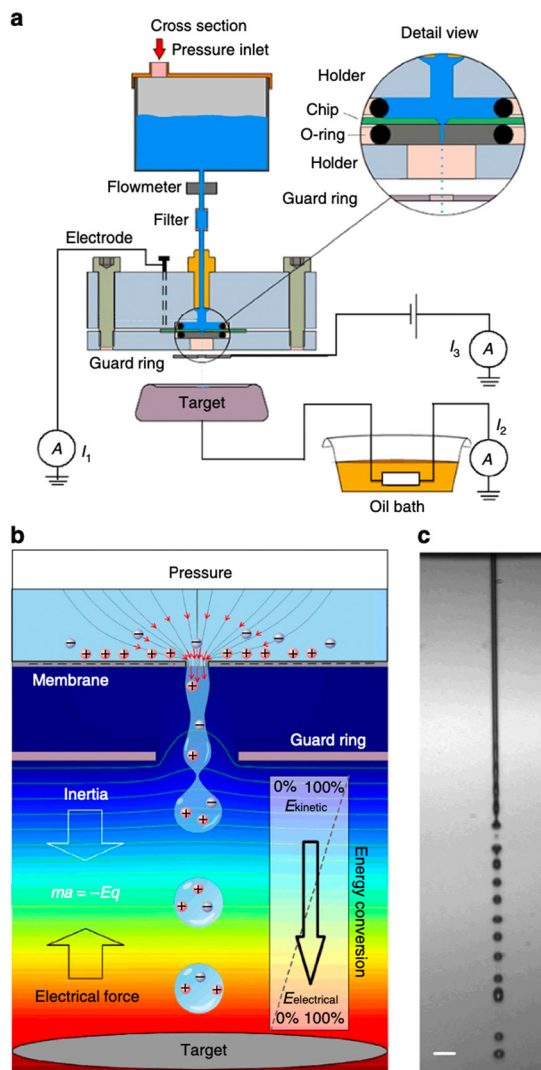 a
Cross section
Pressure inlet
Detail view
Holder
Chip
O-ring
Holder
Guard ring
Flowmeter
Filter
Electrode
Guard ring
Target
A
I1
A
I3
A
I2
Oil bath
b
Pressure
Membrane
Guard ring
Inertia
ma = –Eq
Electrical force
0% 100%
Ekinetic
Energy conversion
Eelectrical
0% 100%
Target
c